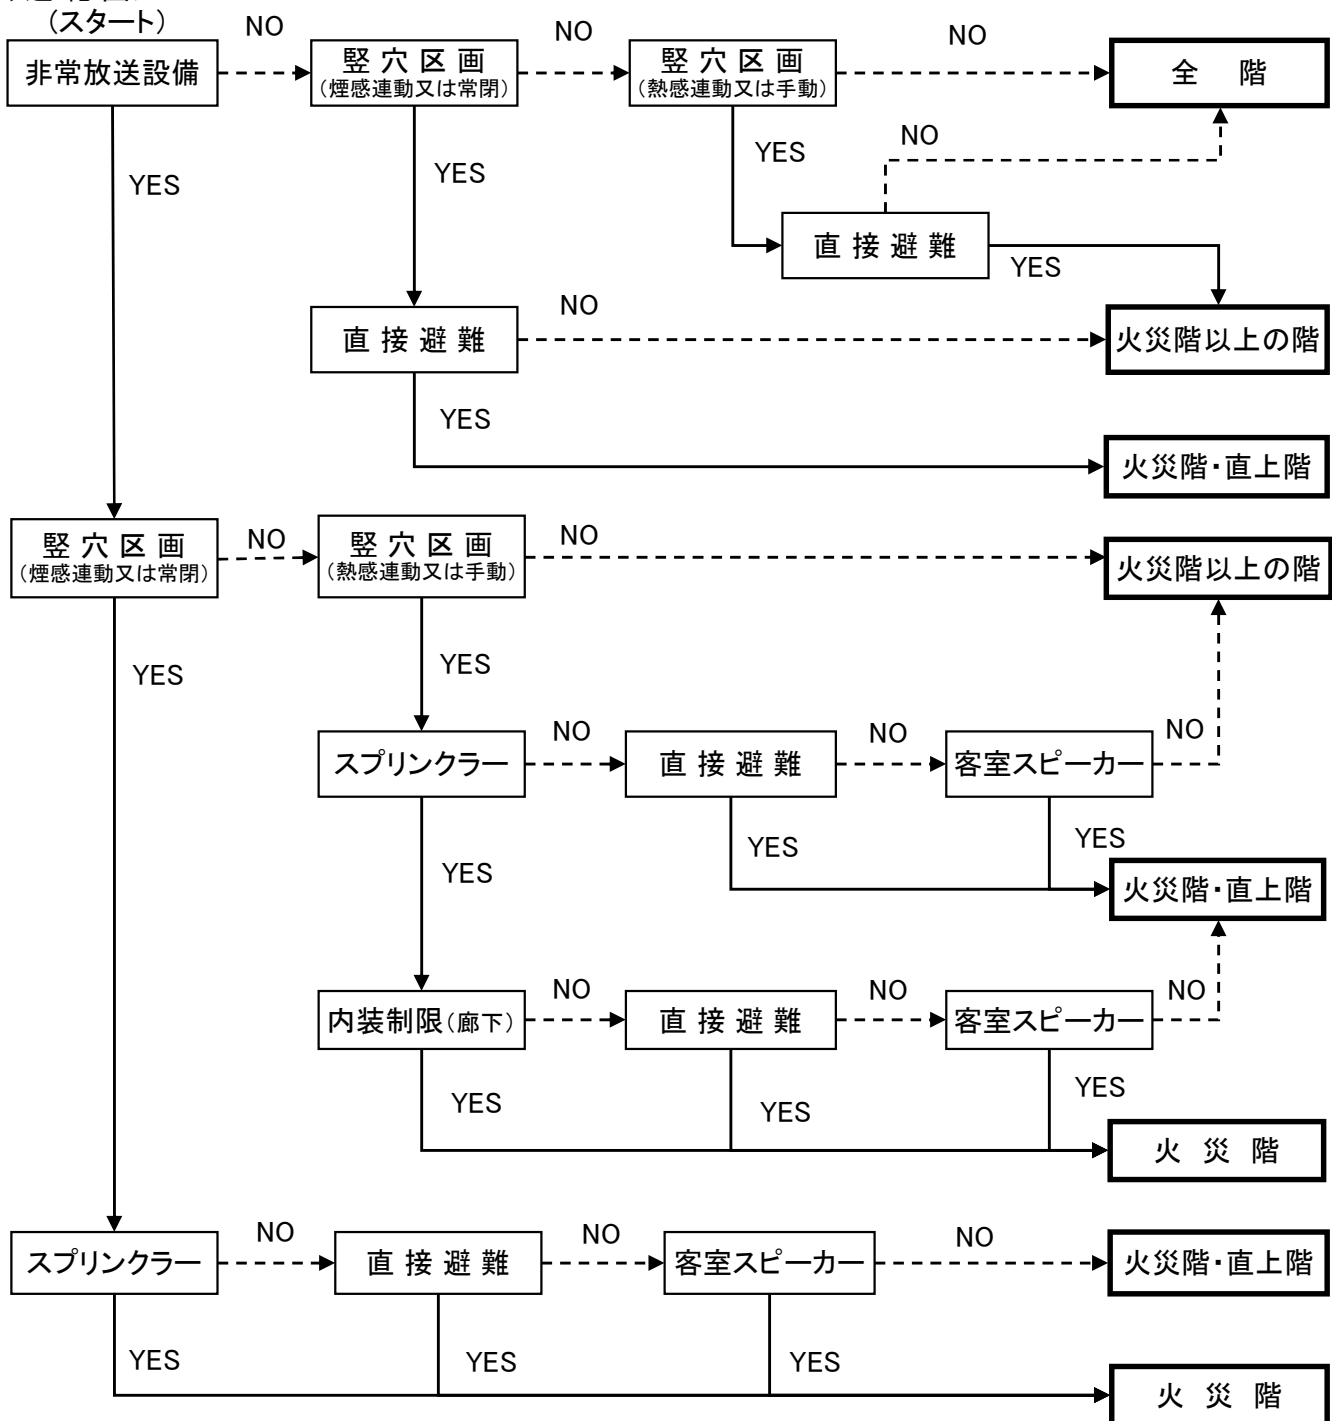 (スタート)
NO
NO
NO
非常放送設備
竪穴区画
(煙感連動又は常閉)
竪穴区画
(熱感連動又は手動)
全 階
YES
YES
YES
NO
直接避難
YES
NO
直接避難
火災階以上の階
YES
火災階・直上階
竪穴区画
(煙感連動又は常閉)
NO
竪穴区画
(熱感連動又は手動)
NO
火災階以上の階
YES
YES
スプリンクラー
NO
直接避難
NO
客室スピーカー
NO
YES
YES
YES
火災階・直上階
内装制限(廊下)
NO
直接避難
NO
客室スピーカー
NO
YES
YES
YES
火災階
スプリンクラー
NO
直接避難
NO
客室スピーカー
NO
火災階・直上階
YES
YES
YES
火災階